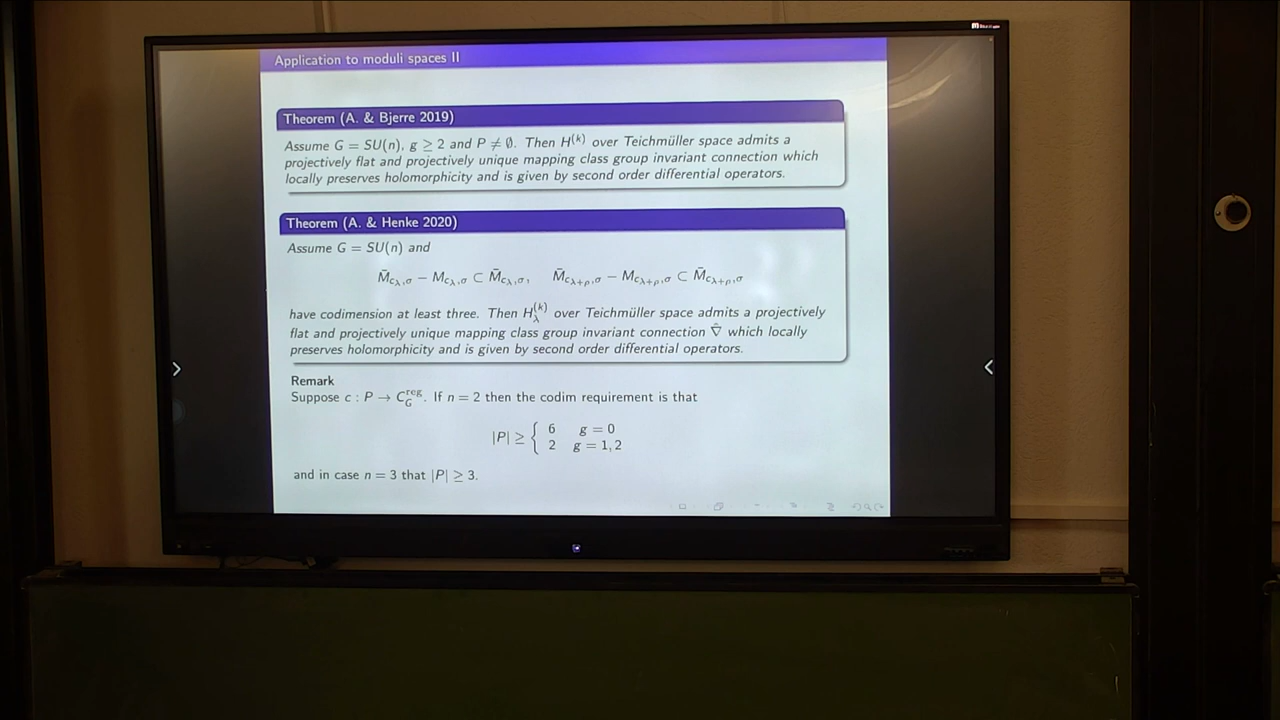 Application to moduli spaces II
Theorem (A. & Bjerre 2019)
Assume G = SU(n), g ≥ 2 and P ≠ ∅. Then H^{(k)} over Teichmüller space admits a
projectively flat and projectively unique mapping class group invariant connection which
locally preserves holomorphicity and is given by second order differential operators.
Theorem (A. & Henke 2020)
Assume G = SU(n) and
M̄_{c_λ,σ} − M_{c_λ,σ} ⊂ M̄_{c_λ,σ}, M̄_{c_{λ+ρ},σ} − M_{c_{λ+ρ},σ} ⊂ M̄_{c_{λ+ρ},σ}
have codimension at least three. Then H_λ^{(k)} over Teichmüller space admits a projectively
flat and projectively unique mapping class group invariant connection ∇̂ which locally
preserves holomorphicity and is given by second order differential operators.
Remark
Suppose c : P → C_G^{reg}. If n = 2 then the codim requirement is that
|P| ≥ { 6 g = 0
2 g = 1, 2
and in case n = 3 that |P| ≥ 3.